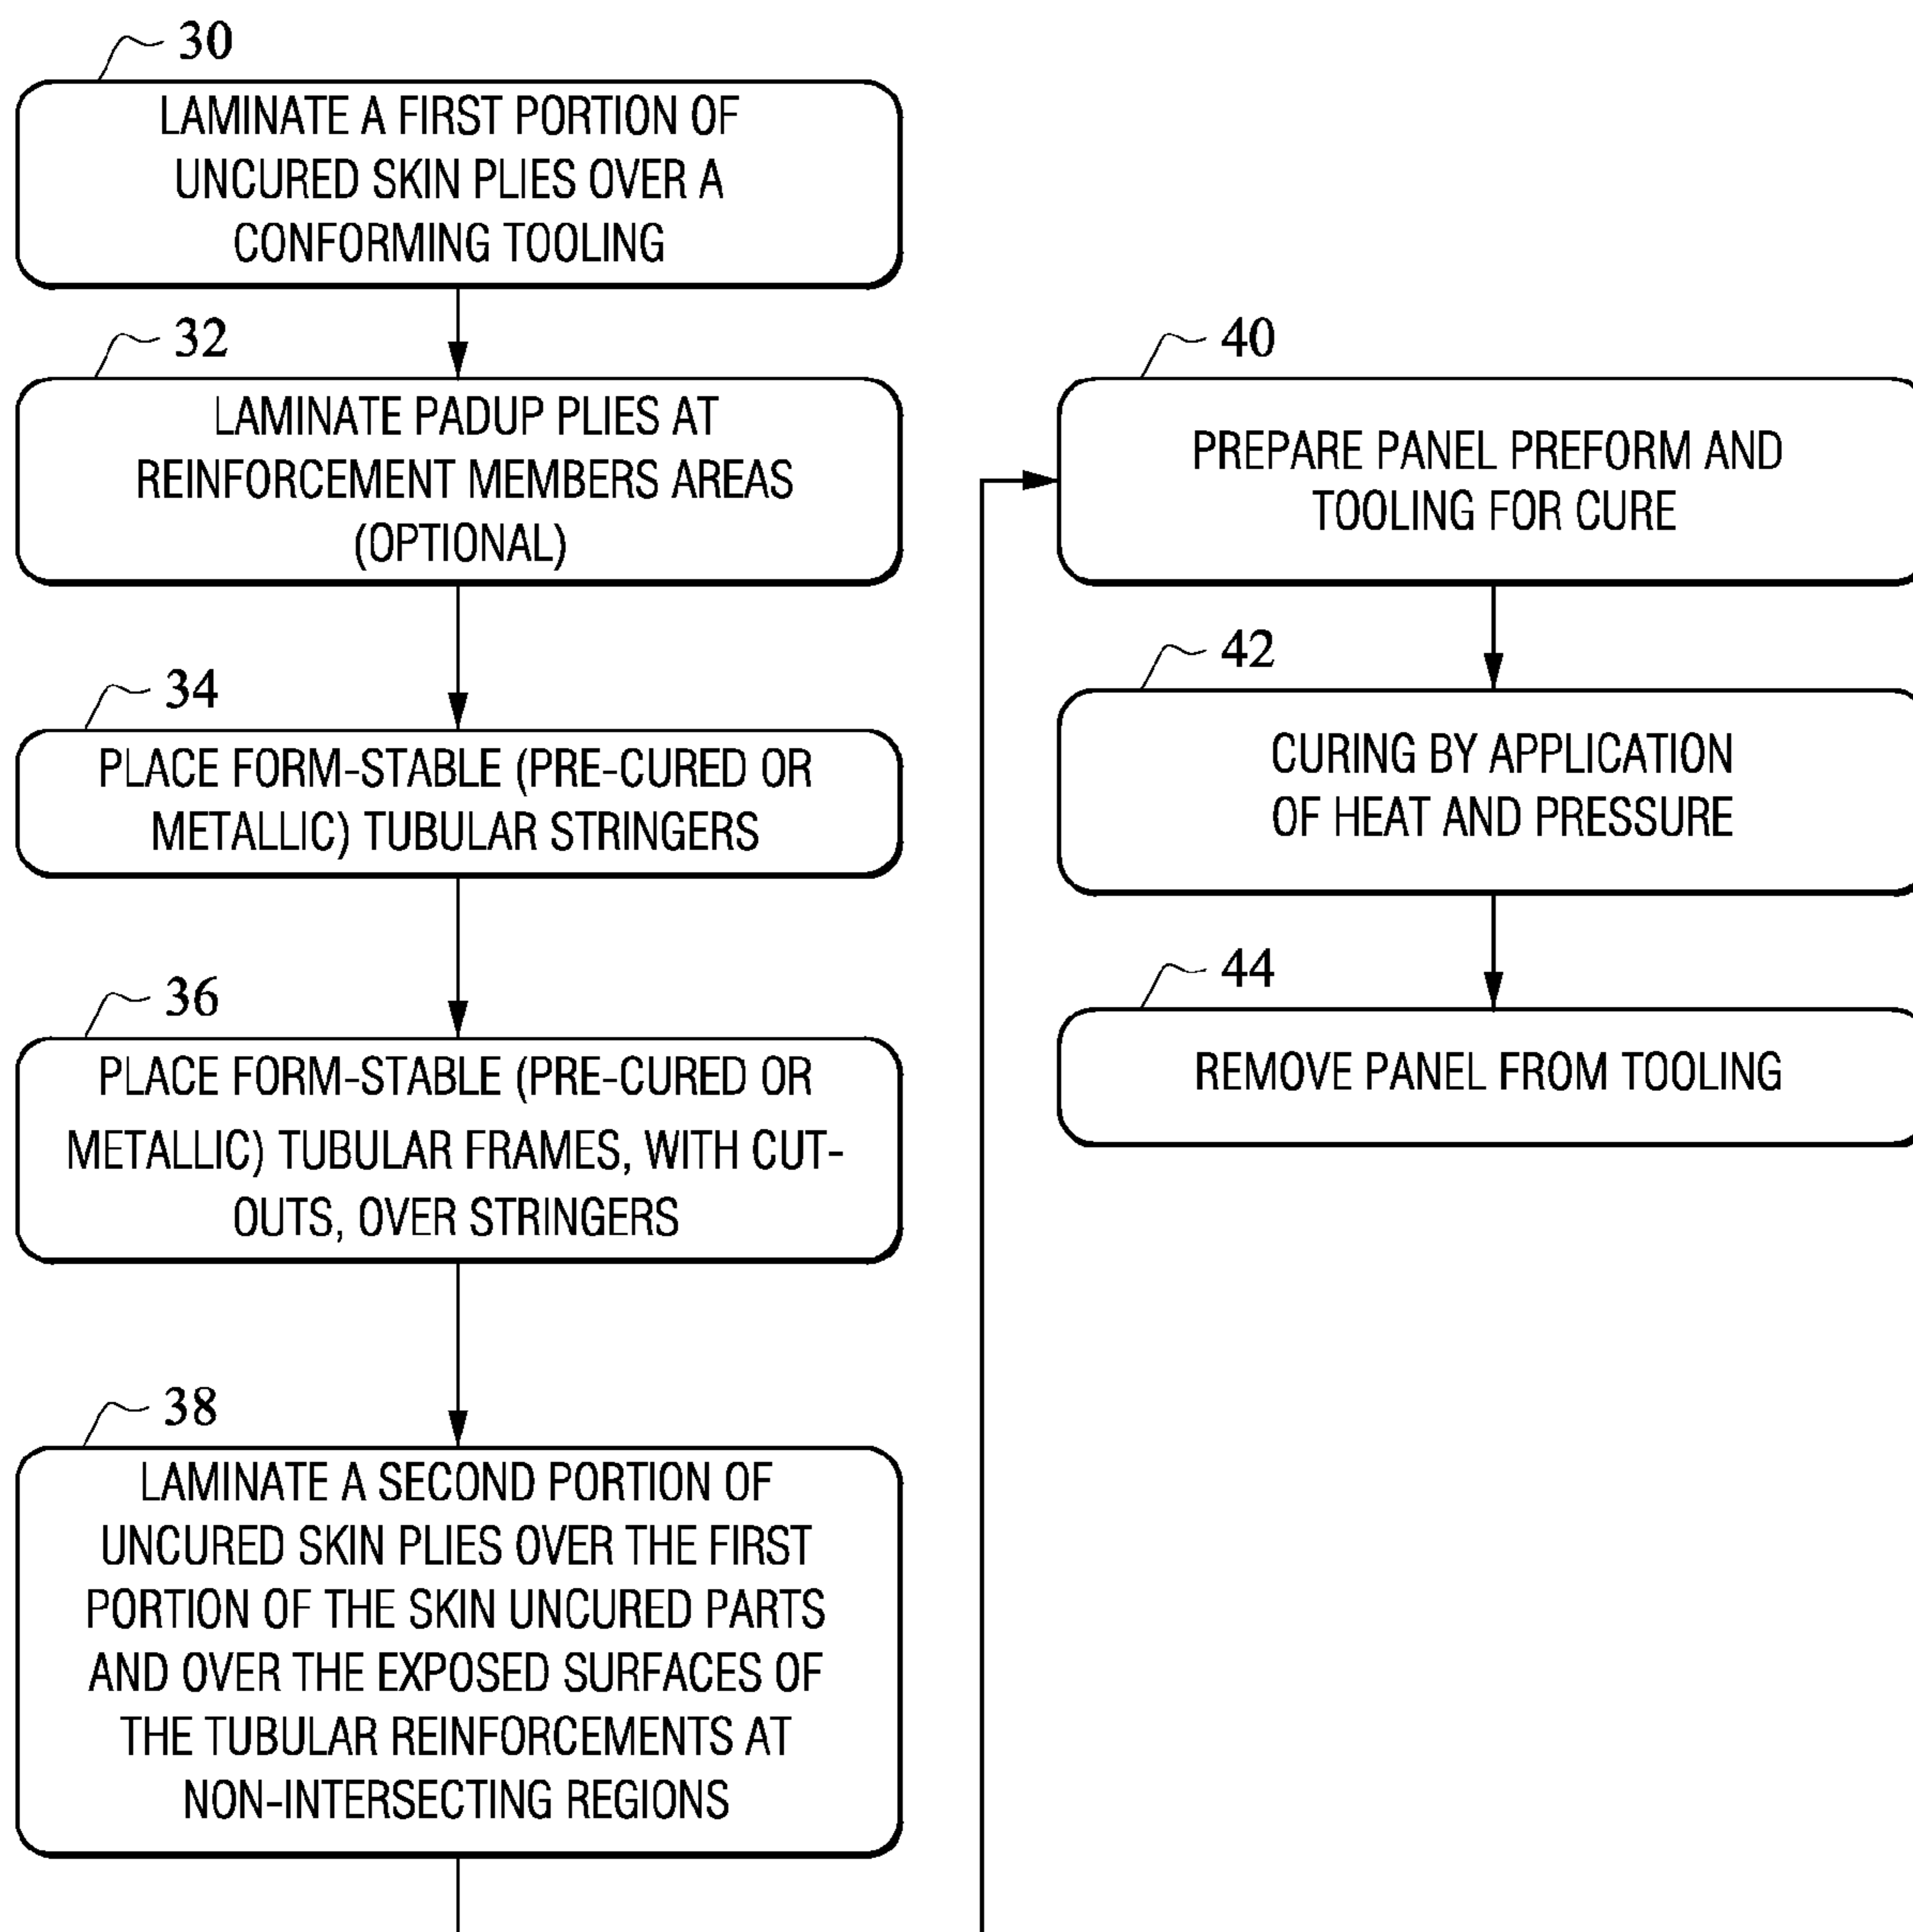 30
LAMINATE A FIRST PORTION OF
UNCURED SKIN PLIES OVER A
CONFORMING TOOLING
32
LAMINATE PADUP PLIES AT
REINFORCEMENT MEMBERS AREAS
(OPTIONAL)
34
PLACE FORM-STABLE (PRE-CURED OR
METALLIC) TUBULAR STRINGERS
36
PLACE FORM-STABLE (PRE-CURED OR
METALLIC) TUBULAR FRAMES, WITH CUT-
OUTS, OVER STRINGERS
38
LAMINATE A SECOND PORTION OF
UNCURED SKIN PLIES OVER THE FIRST
PORTION OF THE SKIN UNCURED PARTS
AND OVER THE EXPOSED SURFACES OF
THE TUBULAR REINFORCEMENTS AT
NON-INTERSECTING REGIONS
40
PREPARE PANEL PREFORM AND
TOOLING FOR CURE
42
CURING BY APPLICATION
OF HEAT AND PRESSURE
44
REMOVE PANEL FROM TOOLING